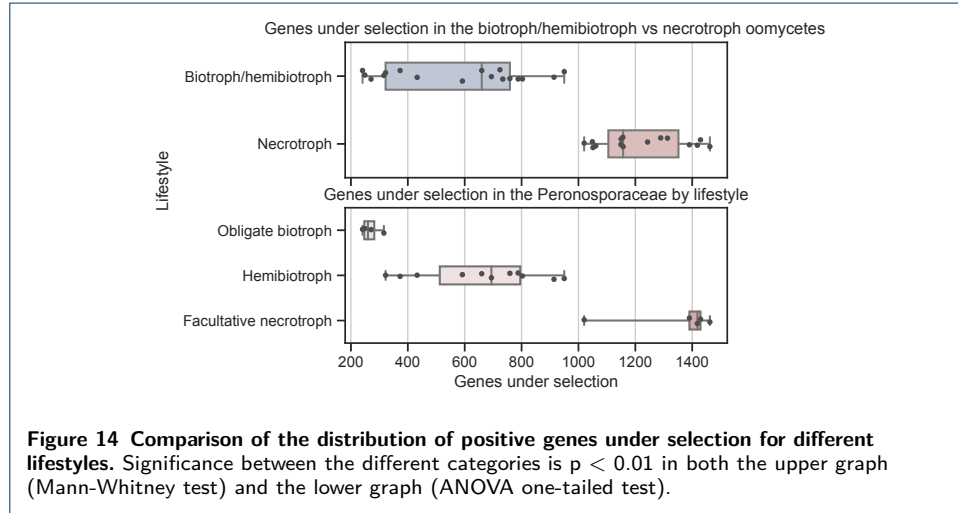 Genes under selection in the biotroph/hemibiotroph vs necrotroph oomycetes
Biotroph/hemibiotroph
Necrotroph
Lifestyle
Genes under selection in the Peronosporaceae by lifestyle
Obligate biotroph
Hemibiotroph
Facultative necrotroph
200 400 600 800 1000 1200 1400
Genes under selection
Figure 14 Comparison of the distribution of positive genes under selection for different
lifestyles. Significance between the different categories is p < 0.01 in both the upper graph
(Mann-Whitney test) and the lower graph (ANOVA one-tailed test).